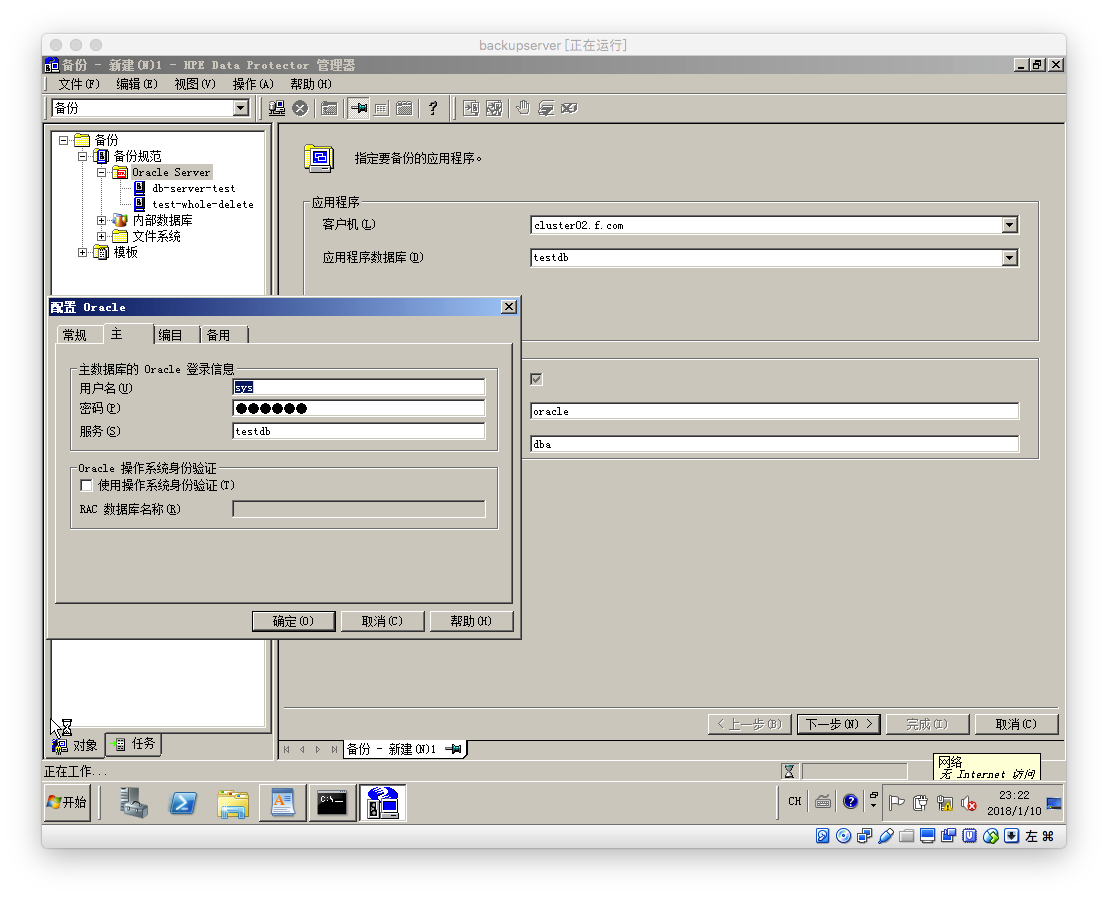 backupserver [正在运行]
备份 - 新建(N)1 - HPE Data Protector 管理器
文件(F) 编辑(E) 视图(V) 操作(A) 帮助(H)
备份
备份
备份规范
Oracle Server
db-server-test
test-whole-delete
内部数据库
文件系统
模板
指定要备份的应用程序。
应用程序
客户机(L)
cluster02.f.com
应用程序数据库(D)
testdb
配置 Oracle
常规 主 编目 备用
主数据库的 Oracle 登录信息
用户名(U)
sys
密码(P)
●●●●●●
服务(S)
testdb
Oracle 操作系统身份验证
使用操作系统身份验证(T)
RAC 数据库名称(R)
确定(O) 取消(C) 帮助(H)
oracle
dba
< 上一步(B) 下一步(N) > 完成(I) 取消(C)
对象 任务
备份 - 新建(N)1
正在工作...
网络
无 Internet 访问
开始
C:\_
CH
23:22
2018/1/10
左 ⌘